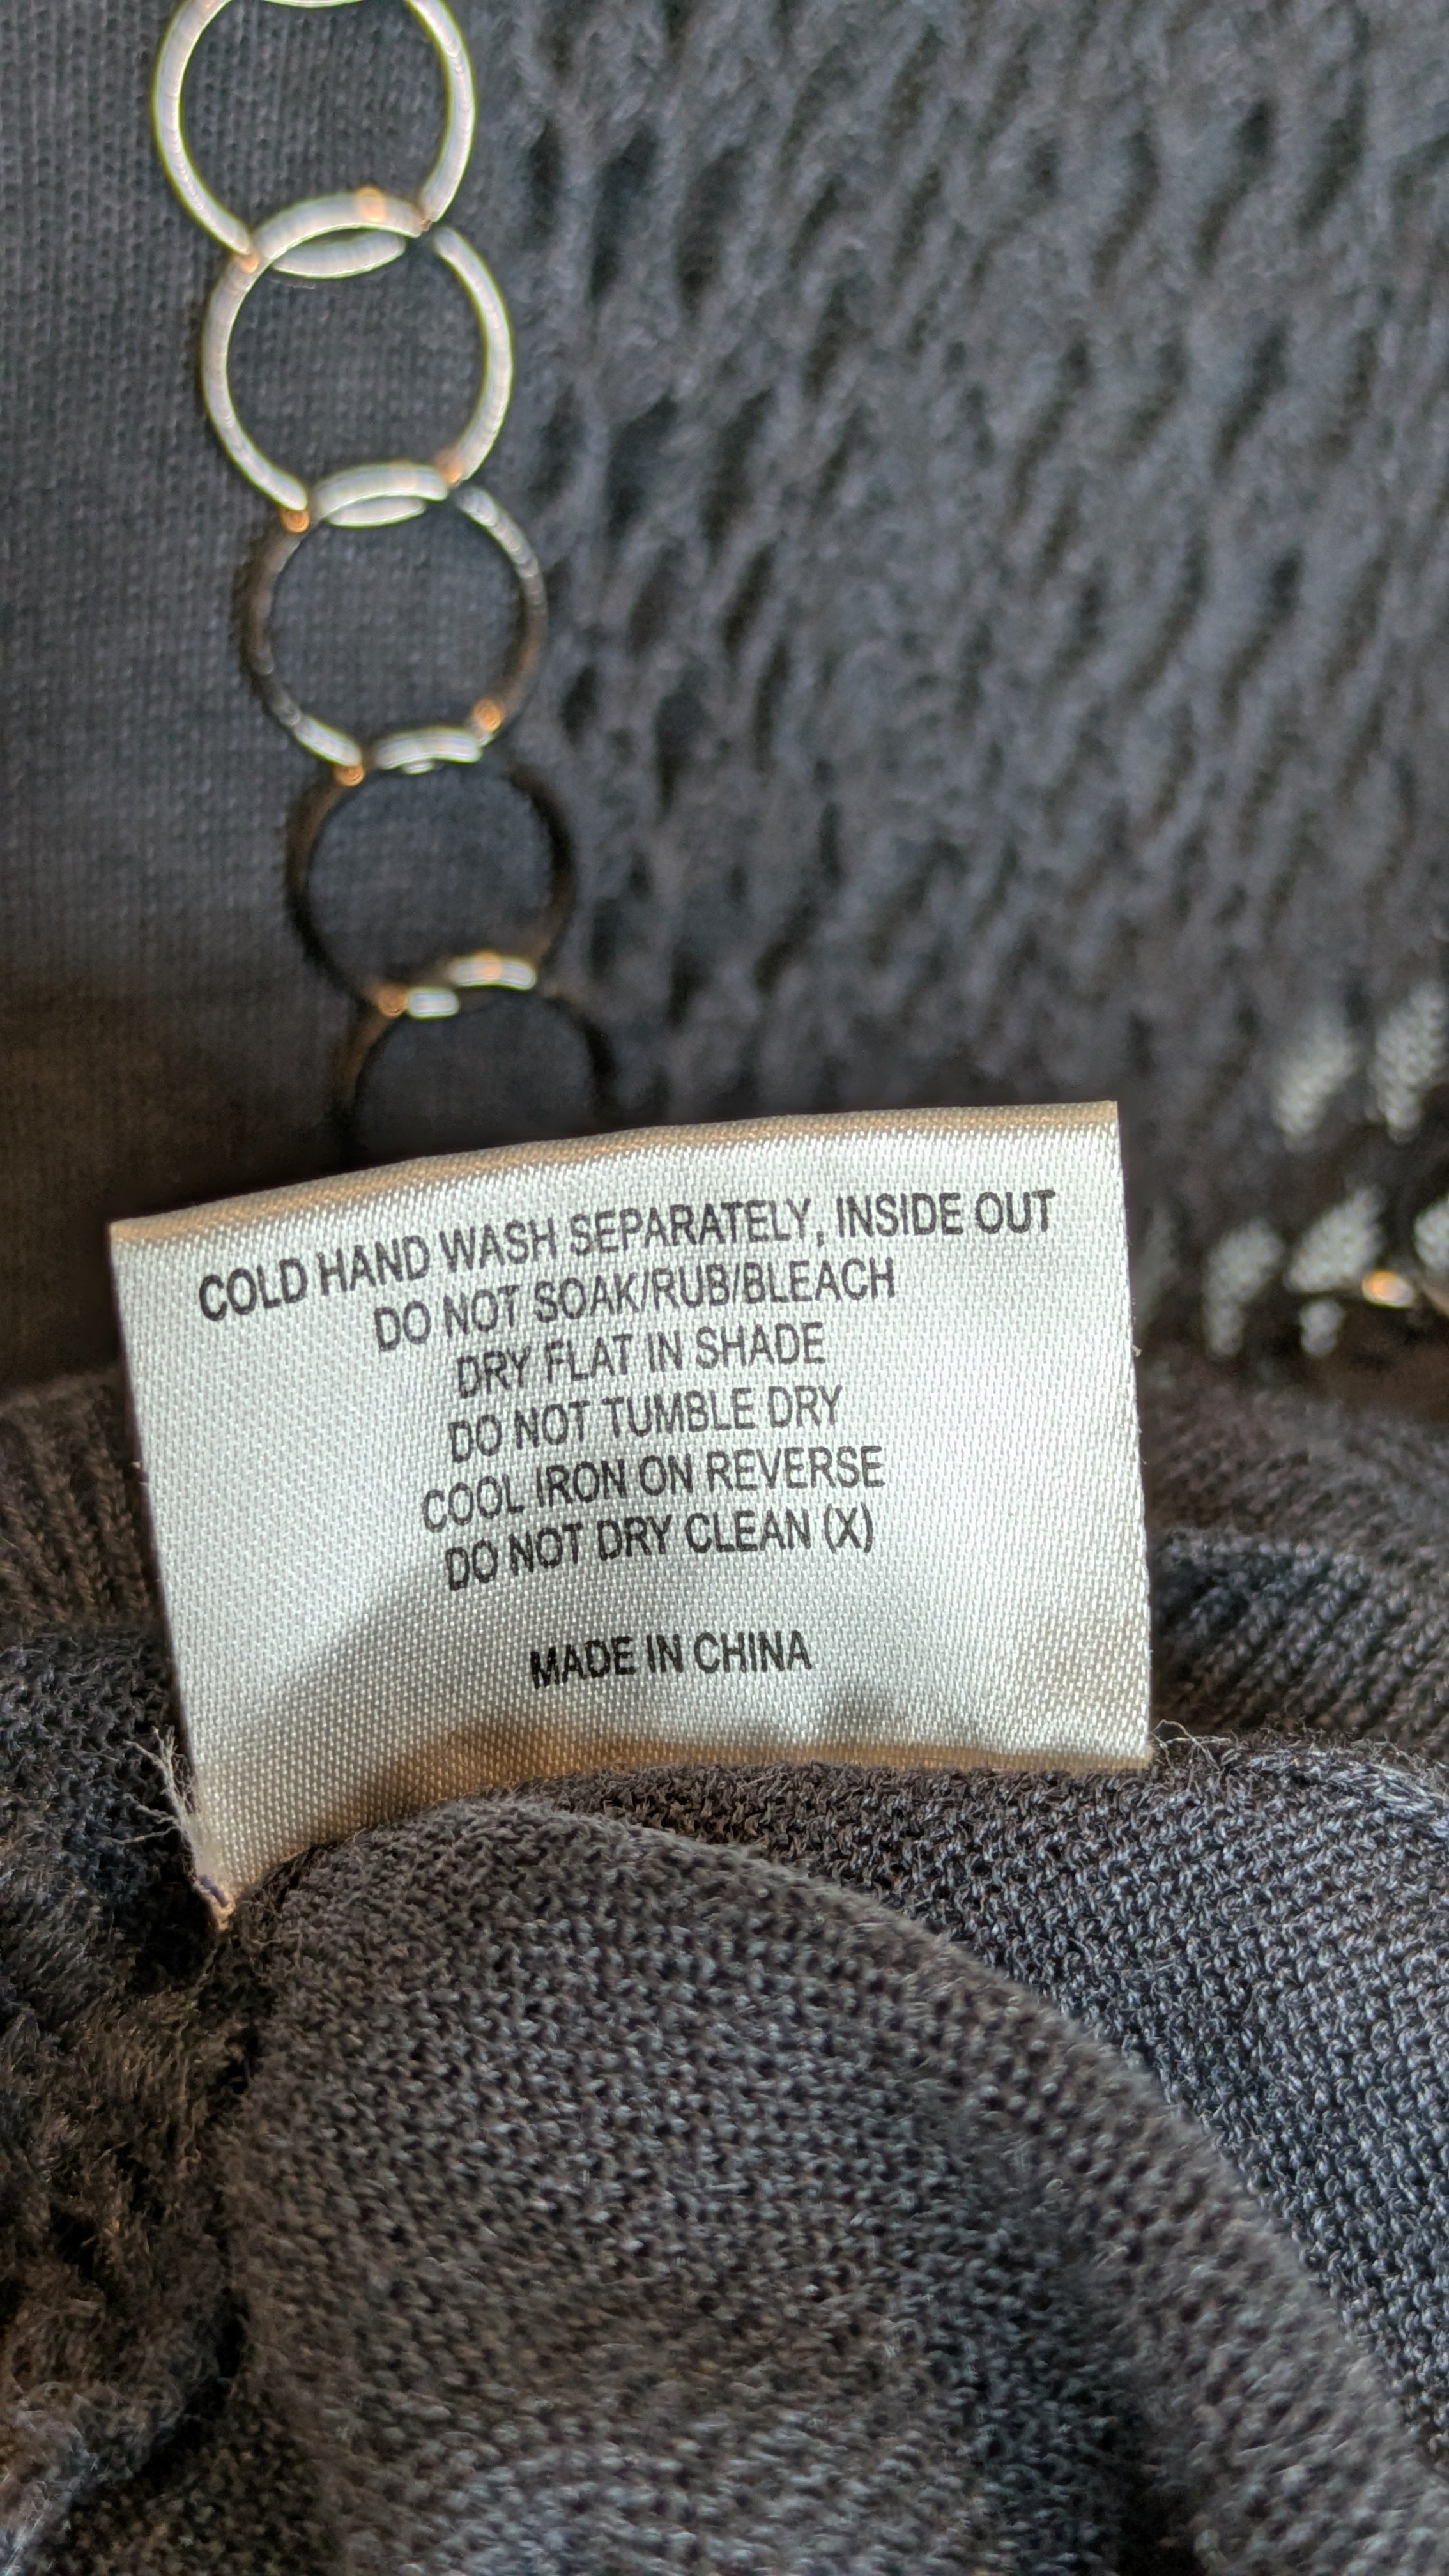 COLD HAND WASH SEPARATELY, INSIDE OUT
DO NOT SOAK/RUB/BLEACH
DRY FLAT IN SHADE
DO NOT TUMBLE DRY
COOL IRON ON REVERSE
DO NOT DRY CLEAN (X)
MADE IN CHINA